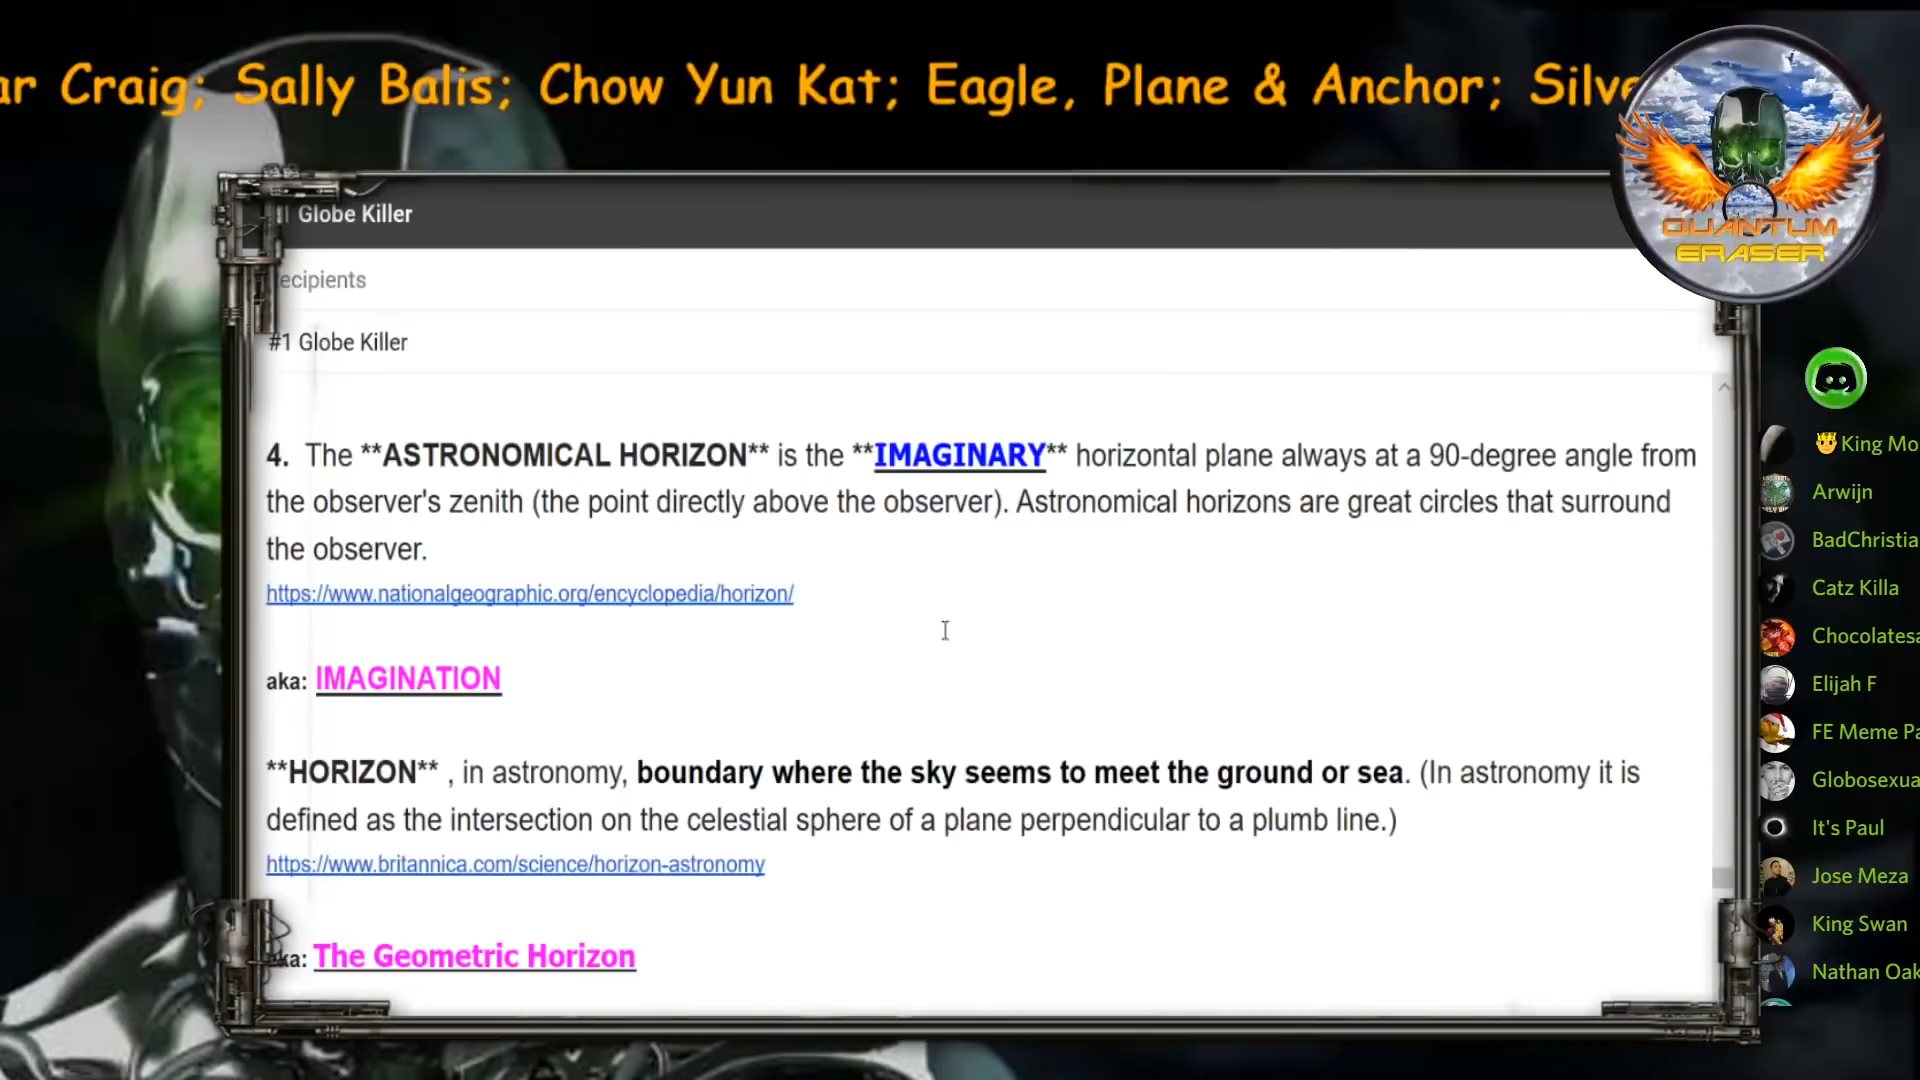 Craig; Sally Balis; Chow Yun Kat; Eagle, Plane & Anchor;
QUANTUM
ERASER
Globe Killer
#1 Globe Killer
4. The **ASTRONOMICAL HORIZON** is the **IMAGINARY** horizontal plane always at a 90-degree angle from
the observer's zenith (the point directly above the observer). Astronomical horizons are great circles that surround
the observer.
https://www.nationalgeographic.org/encyclopedia/horizon/
aka: IMAGINATION
**HORIZON** , in astronomy, boundary where the sky seems to meet the ground or sea. (In astronomy it is
defined as the intersection on the celestial sphere of a plane perpendicular to a plumb line.)
https://www.britannica.com/science/horizon-astronomy
aka: The Geometric Horizon
King Mo
Arwijn
BadChristia
Catz Killa
Chocolatesa
Elijah F
FE Meme Pa
Globosexua
It's Paul
Jose Meza
King Swan
Nathan Oak